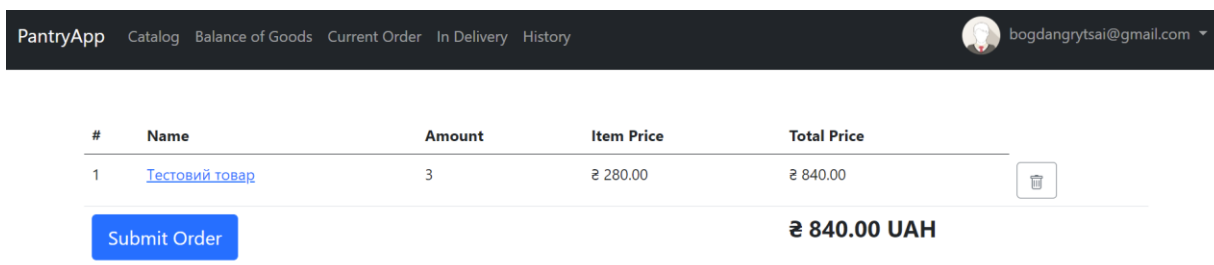 PantryApp Catalog Balance of Goods Current Order In Delivery History bogdangrytsai@gmail.com
# Name Amount Item Price Total Price
1 Тестовий товар 3 ₴ 280.00 ₴ 840.00
Submit Order ₴ 840.00 UAH